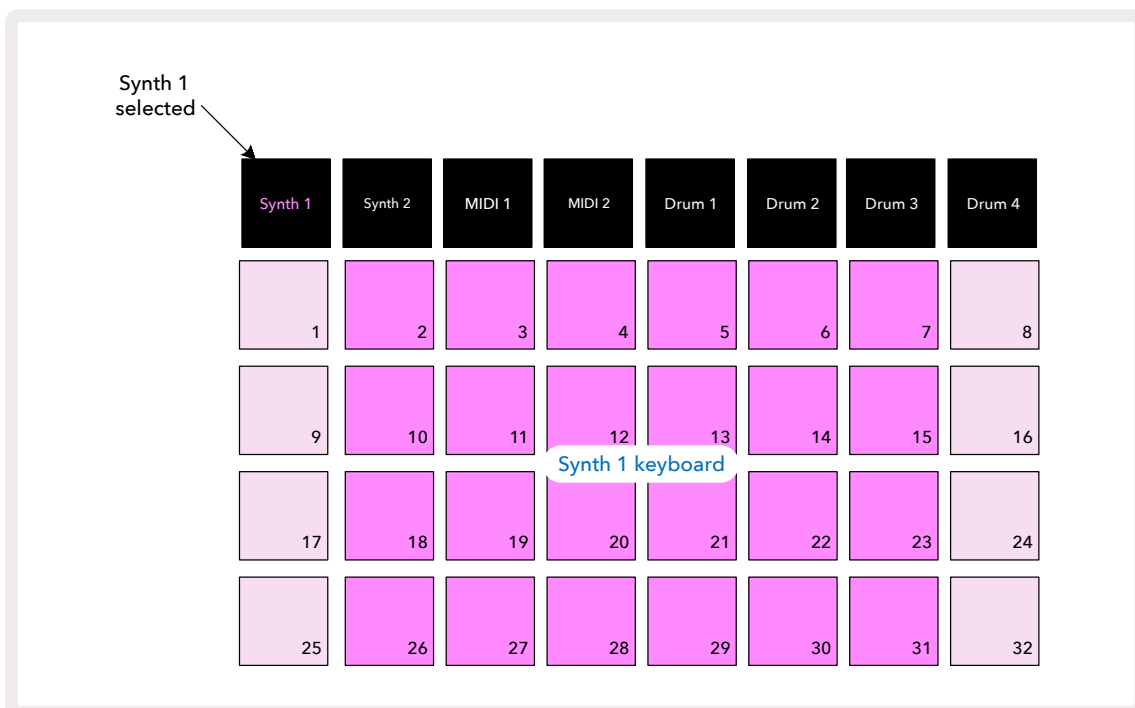 Synth 1
selected
Synth 1 Synth 2 MIDI 1 MIDI 2 Drum 1 Drum 2 Drum 3 Drum 4
1 2 3 4 5 6 7 8
9 10 11 12 13 14 15 16
Synth 1 keyboard
17 18 19 20 21 22 23 24
25 26 27 28 29 30 31 32